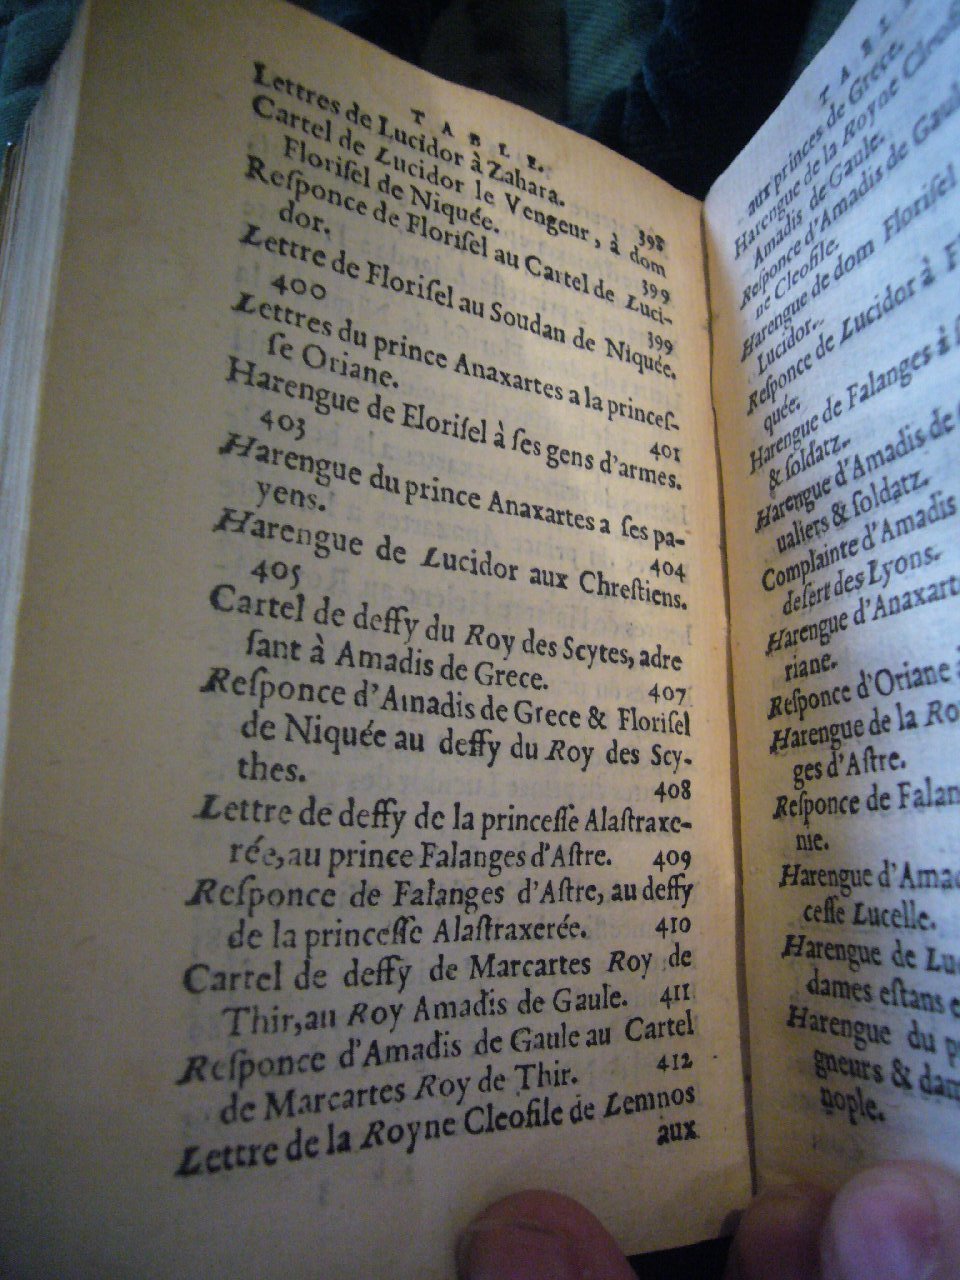 TABLE.
Lettres de Lucidor à Zahara. 398
Cartel de Lucidor le Vengeur, à dom
Floriſel de Niquée. 399
Reſponce de Floriſel au Cartel de Luci-
dor. 399
Lettre de Floriſel au Soudan de Niquée.
400
Lettres du prince Anaxartes a la princeſ-
ſe Oriane. 401
Harengue de Floriſel à ſes gens d'armes.
403
Harengue du prince Anaxartes a ſes pa-
yens. 404
Harengue de Lucidor aux Chreſtiens.
405
Cartel de deffy du Roy des Scytes, adre
ſant à Amadis de Grece. 407
Reſponce d'Amadis de Grece & Floriſel
de Niquée au deffy du Roy des Scy-
thes. 408
Lettre de deffy de la princeſſe Alaſtraxe-
rée, au prince Falanges d'Aſtre. 409
Reſponce de Falanges d'Aſtre, au deffy
de la princeſſe Alaſtraxerée. 410
Cartel de deffy de Marcartes Roy de
Thir, au Roy Amadis de Gaule. 411
Reſponce d'Amadis de Gaule au Cartel
de Marcartes Roy de Thir. 412
Lettre de la Royne Cleofile de Lemnos
aux
aux princes de Grece.
Harengue de la Royne Cleofi
Amadis de Gaule.
Reſponce d'Amadis de Gaul
ne Cleofile.
Harengue de dom Floriſel
Lucidor.
Reſponce de Lucidor à F
quée.
Harengue de Falanges à ſ
& ſoldatz.
Harengue d'Amadis de
ualiers & ſoldatz.
Complainte d'Amadis
deſert des Lyons.
Harengue d'Anaxart
riane.
Reſponce d'Oriane à
Harengue de la Ro
ges d'Aſtre.
Reſponce de Falan
nie.
Harengue d'Ama
ceſſe Lucelle.
Harengue de Lu
dames eſtans e
Harengue du p
gneurs & dam
nople.